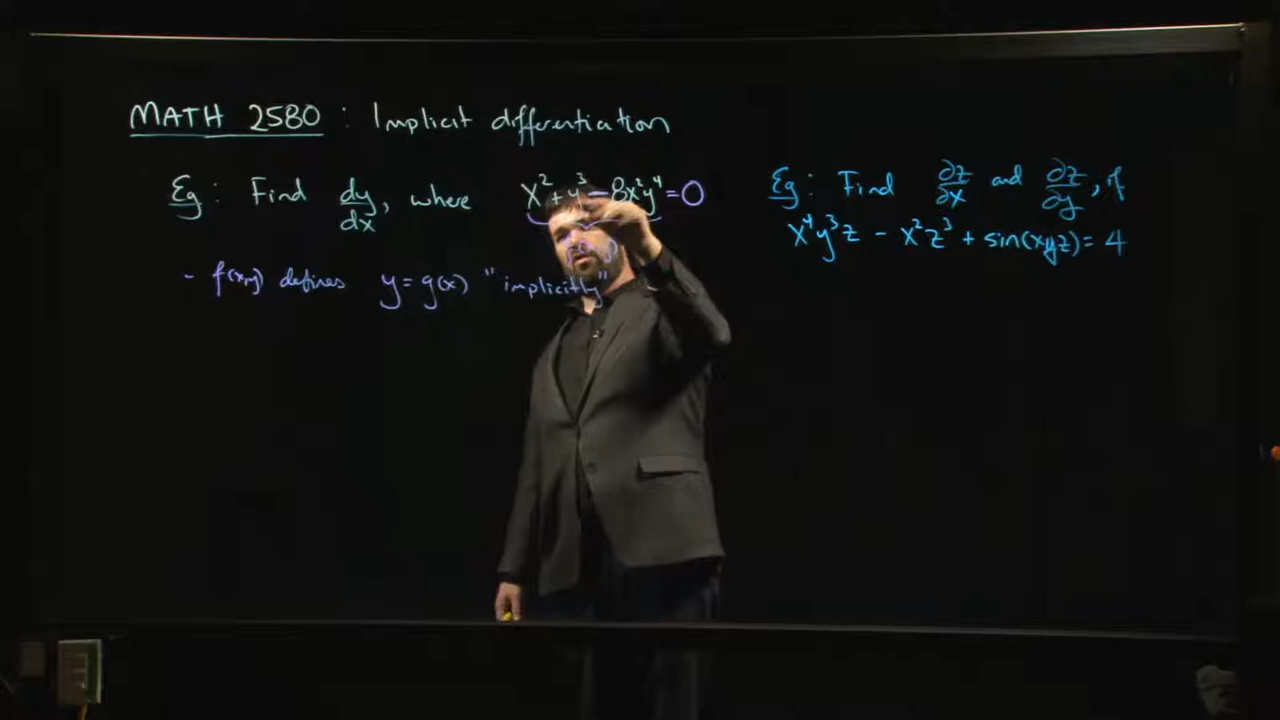 MATH 2580 : Implicit differentiation
Eg : Find dy/dx, where x² + y³ - 8x²y⁴ = 0
f(x,y)
- f(x,y) defines y = g(x) "implicitly"
Eg : Find ∂z/∂x and ∂z/∂y, if
x⁴y³z - x²z³ + sin(xyz) = 4